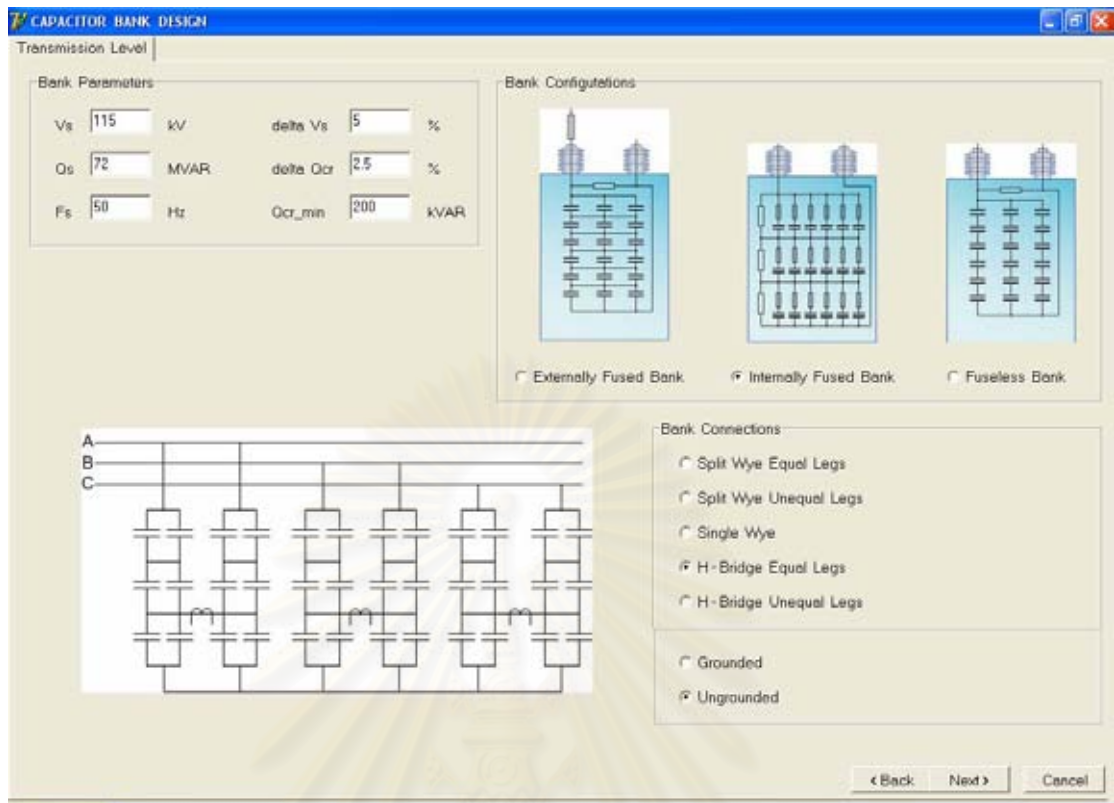 CAPACITOR BANK DESIGN
Transmission Level
Bank Parameters
Vs 115 kV delta Vs 5 %
Qs 72 MVAR delta Qcr 2.5 %
Fs 50 Hz Qcr_min 200 kVAR
Bank Configutations
Externally Fused Bank Internally Fused Bank Fuseless Bank
A
B
C
Bank Connections
Split Wye Equal Legs
Split Wye Unequal Legs
Single Wye
H-Bridge Equal Legs
H-Bridge Unequal Legs
Grounded
Ungrounded
< Back Next > Cancel